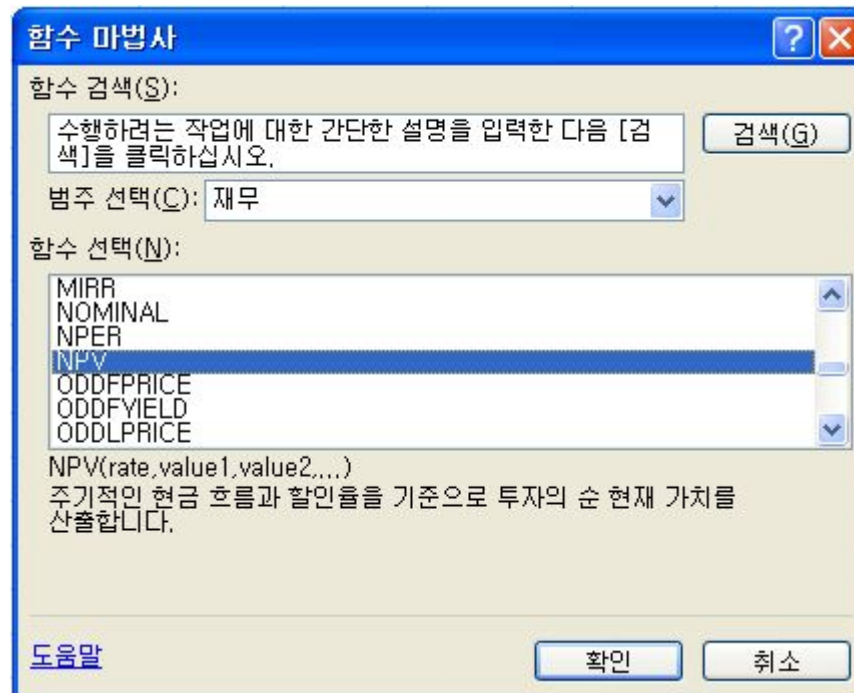 함수 마법사
함수 검색(S):
수행하려는 작업에 대한 간단한 설명을 입력한 다음 [검
색]을 클릭하십시오.
검색(G)
범주 선택(C): 재무
함수 선택(N):
MIRR
NOMINAL
NPER
NPV
ODDFPRICE
ODDFYIELD
ODDLPRICE
NPV(rate,value1,value2,...)
주기적인 현금 흐름과 할인율을 기준으로 투자의 순 현재 가치를
산출합니다.
도움말
확인
취소